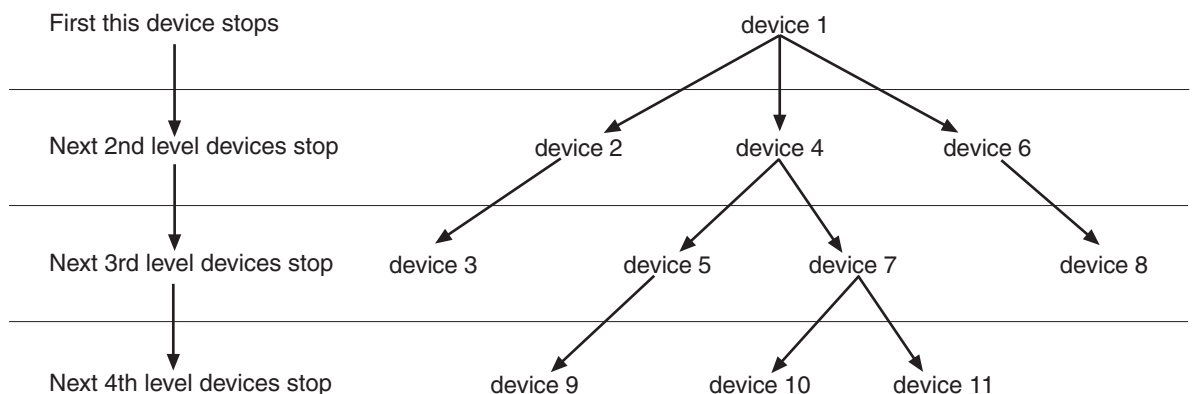 First this device stops device 1
Next 2nd level devices stop device 2 device 4 device 6
Next 3rd level devices stop device 3 device 5 device 7 device 8
Next 4th level devices stop device 9 device 10 device 11